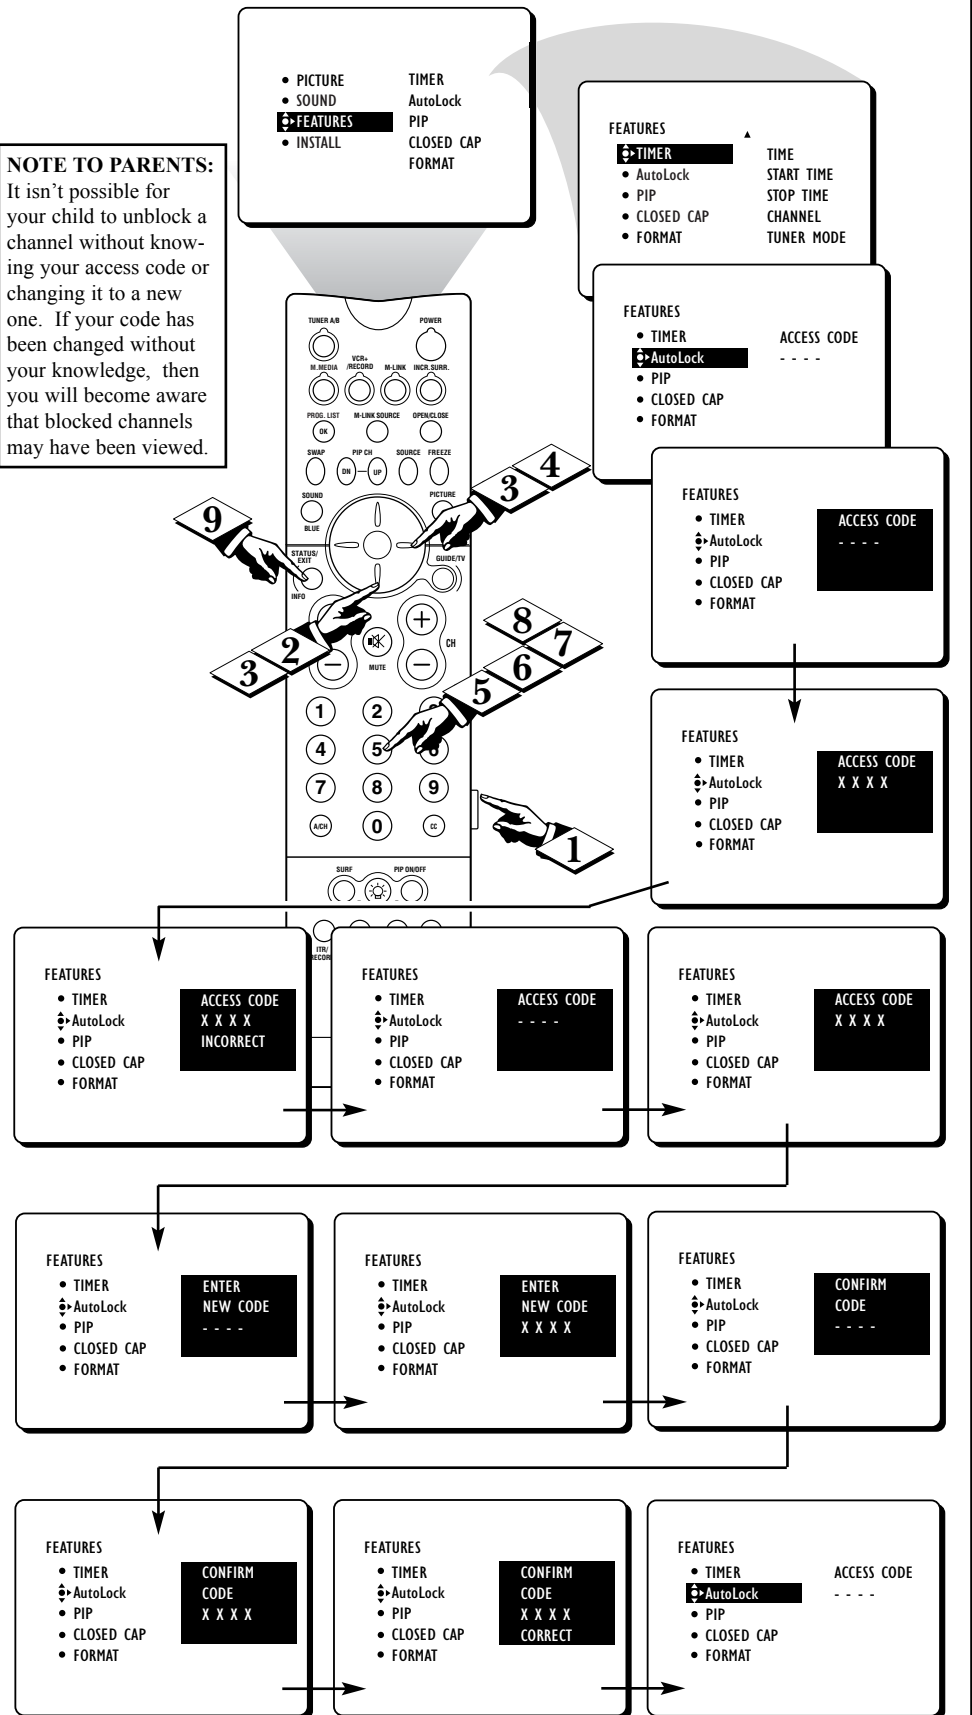 PICTURE TIMER
SOUND AutoLock
FEATURES PIP
INSTALL CLOSED CAP
FORMAT
NOTE TO PARENTS:
It isn't possible for
your child to unblock a
channel without know-
ing your access code or
changing it to a new
one. If your code has
been changed without
your knowledge, then
you will become aware
that blocked channels
may have been viewed.
FEATURES
TIMER TIME
AutoLock START TIME
PIP STOP TIME
CLOSED CAP CHANNEL
FORMAT TUNER MODE
FEATURES
TIMER ACCESS CODE
AutoLock - - - -
PIP
CLOSED CAP
FORMAT
FEATURES
TIMER ACCESS CODE
AutoLock - - - -
PIP
CLOSED CAP
FORMAT
FEATURES
TIMER ACCESS CODE
AutoLock X X X X
PIP
CLOSED CAP
FORMAT
TUNER A/B POWER
VCR+
M.MEDIA /RECORD M-LINK INCR.SURR.
PROG. LIST M-LINK SOURCE OPEN/CLOSE
OK
SWAP PIP CH SOURCE FREEZE
DN UP
SOUND PICTURE
BLUE
STATUS/
EXIT GUIDE/TV
INFO
CH
MUTE
1 2
4 5 6
7 8 9
A/CH 0 CC
SURF PIP ON/OFF
ITR/
9
3 4
3 2
8 7
5 6
1
FEATURES
TIMER ACCESS CODE
AutoLock X X X X
PIP INCORRECT
CLOSED CAP
FORMAT
FEATURES
TIMER ACCESS CODE
AutoLock - - - -
PIP
CLOSED CAP
FORMAT
FEATURES
TIMER ACCESS CODE
AutoLock X X X X
PIP
CLOSED CAP
FORMAT
FEATURES
TIMER ENTER
AutoLock NEW CODE
PIP - - - -
CLOSED CAP
FORMAT
FEATURES
TIMER ENTER
AutoLock NEW CODE
PIP X X X X
CLOSED CAP
FORMAT
FEATURES
TIMER CONFIRM
AutoLock CODE
PIP - - - -
CLOSED CAP
FORMAT
FEATURES
TIMER CONFIRM
AutoLock CODE
PIP X X X X
CLOSED CAP
FORMAT
FEATURES
TIMER CONFIRM
AutoLock CODE
PIP X X X X
CLOSED CAP CORRECT
FORMAT
FEATURES
TIMER ACCESS CODE
AutoLock - - - -
PIP
CLOSED CAP
FORMAT